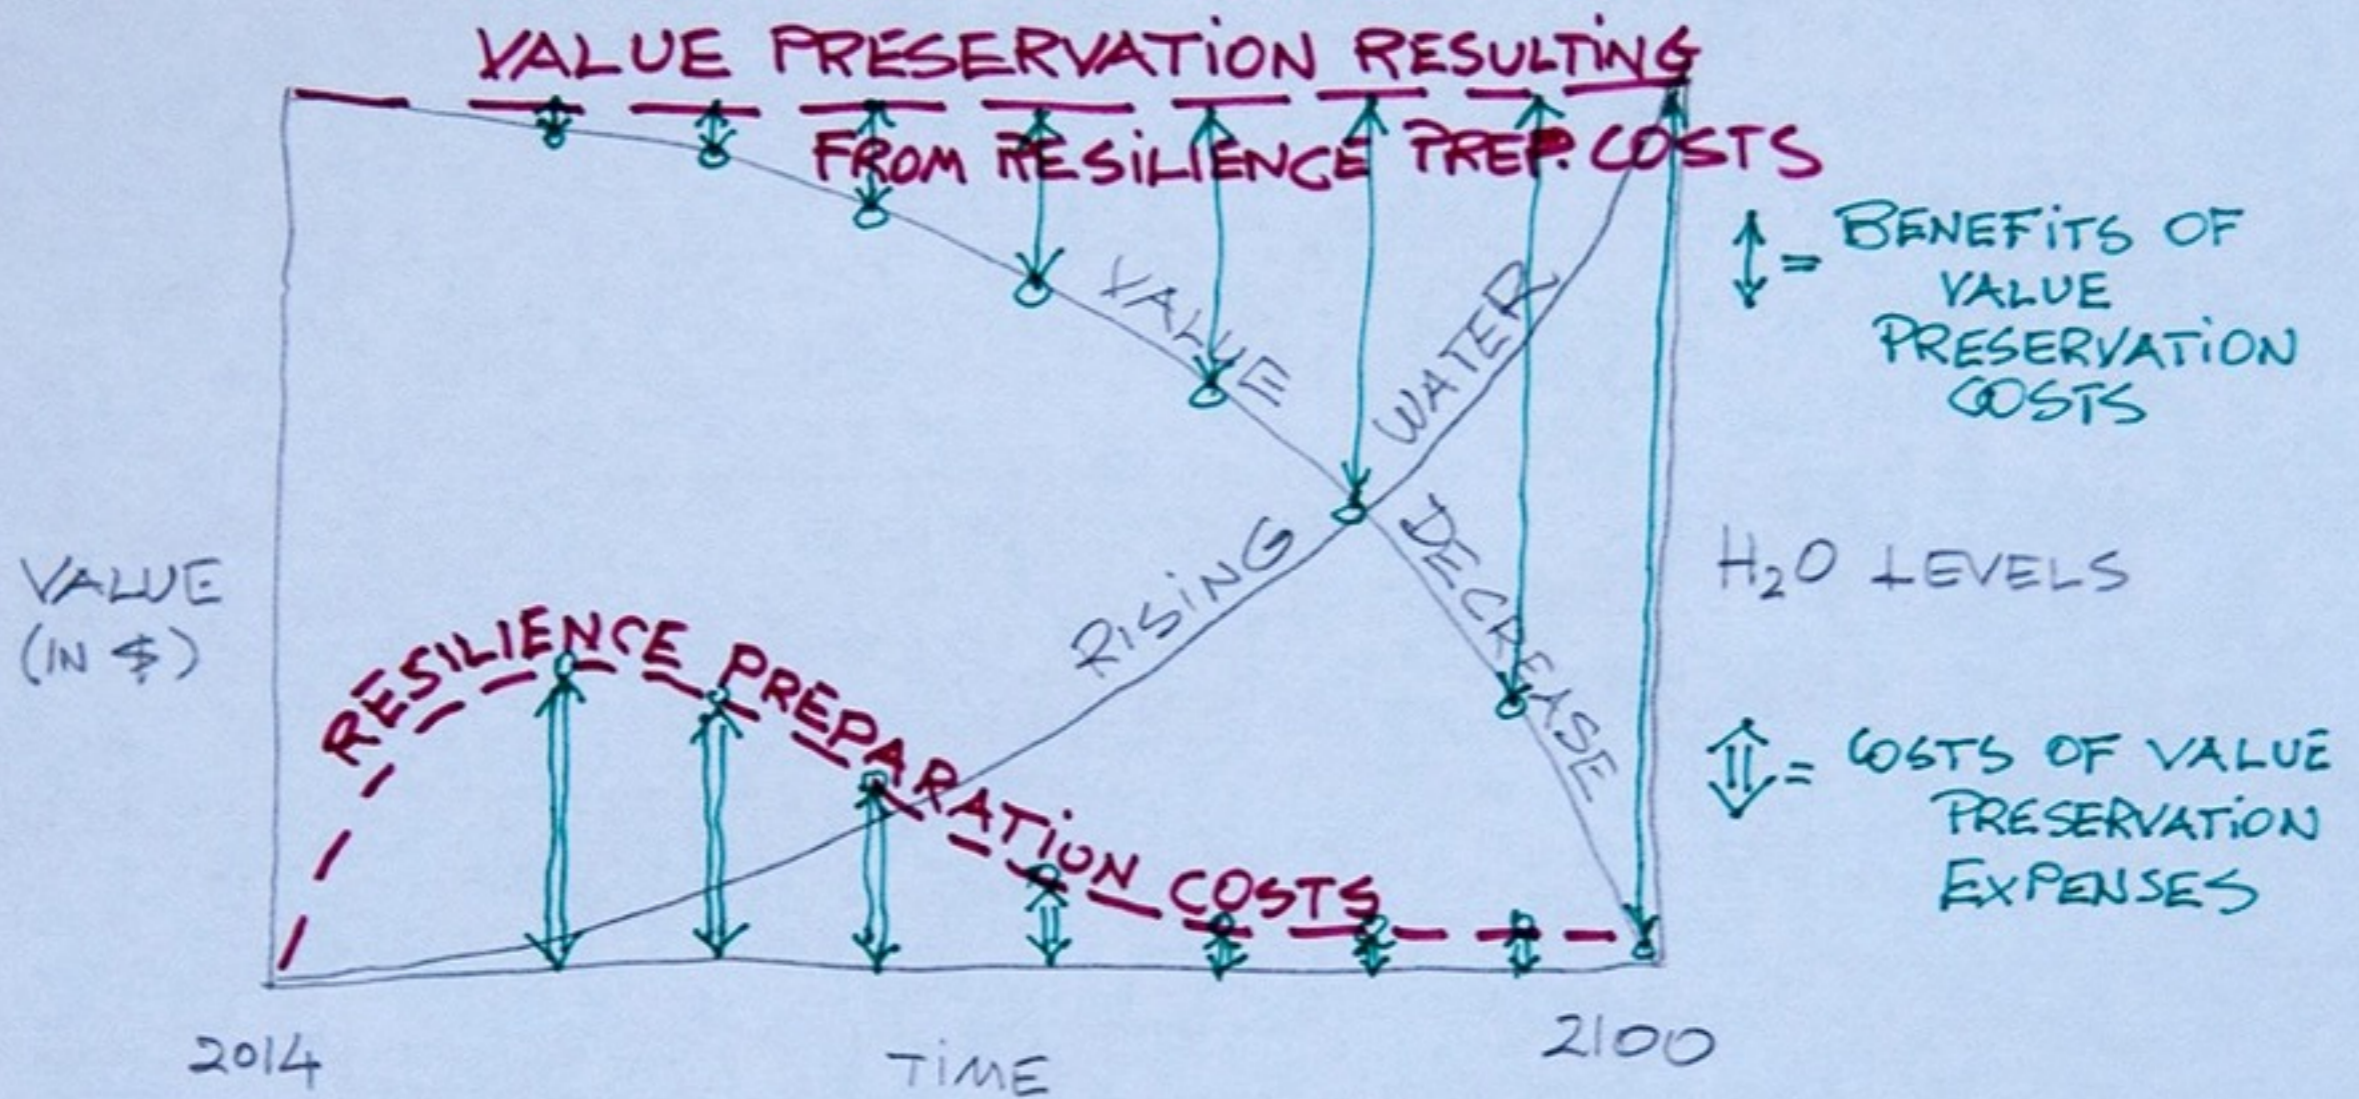 VALUE PRESERVATION RESULTING
FROM RESILIENCE PREP. COSTS
↕ = BENEFITS OF
VALUE
PRESERVATION
COSTS
VALUE
DECREASE
RISING
WATER
H₂O LEVELS
VALUE
(IN $)
RESILIENCE PREPARATION COSTS
⇕ = COSTS OF VALUE
PRESERVATION
EXPENSES
2014
TIME
2100